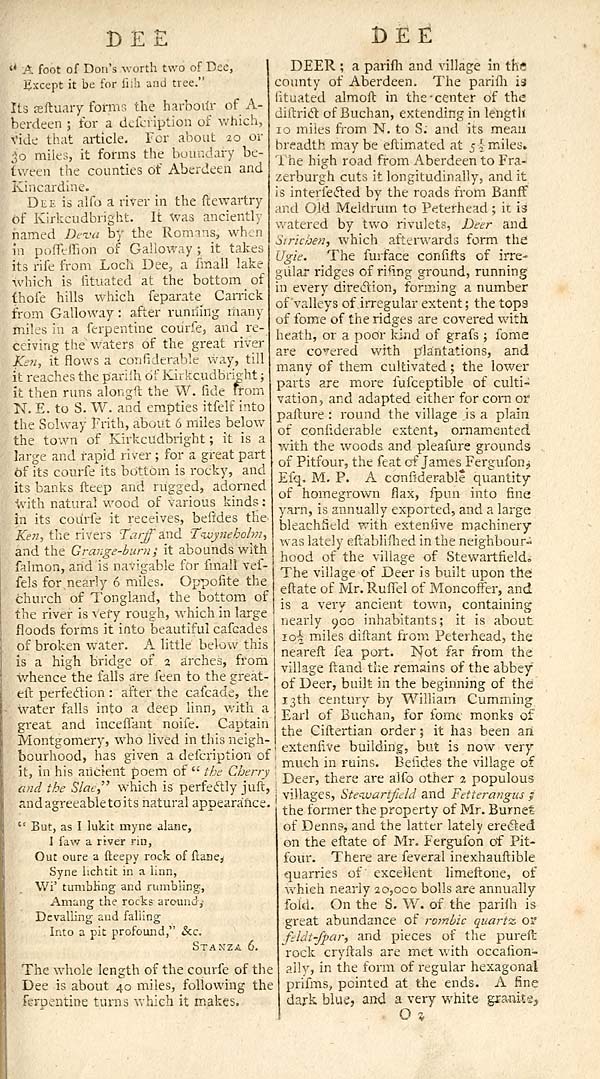 DEE
DEE
“ A foot of Don's worth two of Dee,
Except it be for fiſh and tree.”
Its æſtuary forms the harbour of A-
berdeen ; for a deſcription of which,
vide that article. For about 20 or
30 miles, it forms the boundary be-
tween the counties of Aberdeen and
Kincardine.
DEE is alſo a river in the ſtewartry
of Kirkcudbright. It was anciently
named Deva by the Romans, when
in poſſeſſion of Galloway ; it takes
its riſe from Loch Dee, a ſmall lake
which is ſituated at the bottom of
thoſe hills which ſeparate Carrick
from Galloway : after running many
miles in a ſerpentine courſe, and re-
ceiving the waters of the great river
Ken, it flows a conſiderable way, till
it reaches the pariſh of Kirkcudbright ;
it then runs alongſt the W. ſide from
N. E. to S. W. and empties itſelf into
the Solway Frith, about 6 miles below
the town of Kirkcudbright ; it is a
large and rapid river ; for a great part
of its courſe its bottom is rocky, and
its banks ſteep and rugged, adorned
with natural wood of various kinds :
in its courſe it receives, beſides the
Ken, the rivers Tarff and Twyneholm,
and the Grange-burn ; it abounds with
ſalmon, and is navigable for ſmall veſ-
ſels for nearly 6 miles. Oppoſite the
church of Tongland, the bottom of
the river is very rough, which in large
floods forms it into beautiful caſcades
of broken water. A little below this
is a high bridge of 2 arches, from
whence the falls are ſeen to the great-
eſt perfection : after the caſcade, the
water falls into a deep linn, with a
great and inceſſant noiſe. Captain
Montgomery, who lived in this neigh-
bourhood, has given a deſcription of
it, in his ancient poem of “ the Cherry
and the Slae,” which is perfectly juſt,
and agreeable to its natural appearance.
“ But, as I lukit myne alane,
I ſaw a river rin,
Out oure a ſteepy rock of ſtane,
Syne lichtit in a linn,
Wi' tumbling and rumbling,
Amang the rocks around,
Devalling and falling
Into a pit profound,” &c.
STANZA 6.
The whole length of the courſe of the
Dee is about 40 miles, following the
ſerpentine turns which it makes.
DEER ; a pariſh and village in the
county of Aberdeen. The pariſh is
ſituated almoſt in the center of the
diſtrict of Buchan, extending in length
10 miles from N. to S. and its mean
breadth may be eſtimated at 5½ miles.
The high road from Aberdeen to Fra-
zerburgh cuts it longitudinally, and it
is interſected by the roads from Banff
and Old Meldrum to Peterhead ; it is
watered by two rivulets, Deer and
Strichen, which afterwards form the
Ugie. The ſurface conſiſts of irre-
gular ridges of riſing ground, running
in every direction, forming a number
of valleys of irregular extent ; the tops
of ſome of the ridges are covered with
heath, or a poor kind of graſs ; ſome
are covered with plantations, and
many of them cultivated ; the lower
parts are more ſuſceptible of culti-
vation, and adapted either for corn or
paſture : round the village is a plain
of conſiderable extent, ornamented
with the woods and pleaſure grounds
of Pitfour, the ſeat of James Ferguſon,
Eſq. M. P. A conſiderable quantity
of homegrown flax, ſpun into fine
yarn, is annually exported, and a large
bleachfield with extenſive machinery
was lately eſtabliſhed in the neighbour-
hood of the village of Stewartfield.
The village of Deer is built upon the
eſtate of Mr. Ruſſel of Moncoffer, and
is a very ancient town, containing
nearly 900 inhabitants ; it is about
10½ miles diſtant from Peterhead, the
neareſt ſea port. Not far from the
village ſtand the remains of the abbey
of Deer, built in the beginning of the
13th century by William Cumming
Earl of Buchan, for ſome monks of
the Ciſtertian order ; it has been an
extenſive building, but is now very
much in ruins. Beſides the village of
Deer, there are alſo other 2 populous
villages, Stewartfield and Fetterangus ;
the former the property of Mr. Burnet
of Denns, and the latter lately erected
on the eſtate of Mr. Ferguſon of Pit-
four. There are ſeveral inexhauſtible
quarries of excellent limeſtone, of
which nearly 20,000 bolls are annually
ſold. On the S. W. of the pariſh is
great abundance of rombic quartz or
feldt-ſpar, and pieces of the pureſt
rock cryſtals are met with occaſion-
ally, in the form of regular hexagonal
priſms, pointed at the ends. A fine
dark blue, and a very white granite,
O 2